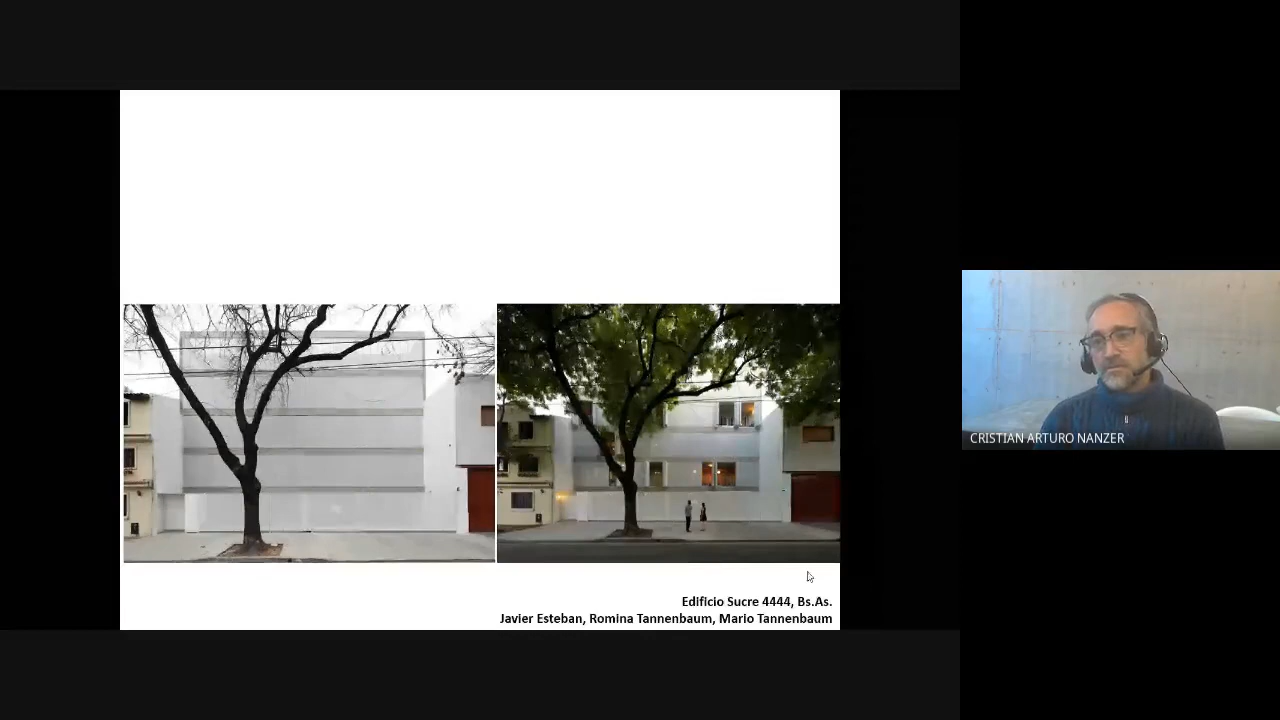 Edificio Sucre 4444, Bs.As.
Javier Esteban, Romina Tannenbaum, Mario Tannenbaum
CRISTIAN ARTURO NANZER